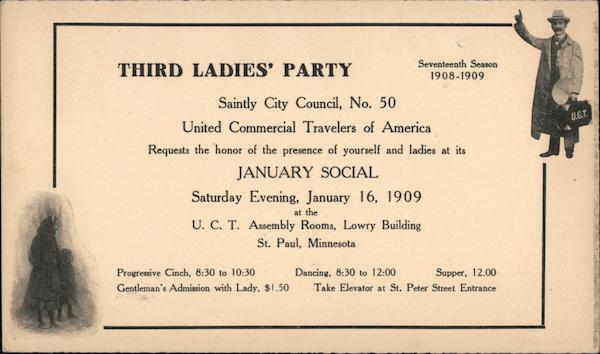 THIRD LADIES' PARTY
Seventeenth Season
1908-1909
Saintly City Council, No. 50
United Commercial Travelers of America
Requests the honor of the presence of yourself and ladies at its
JANUARY SOCIAL
Saturday Evening, January 16, 1909
at the
U. C. T. Assembly Rooms, Lowry Building
St. Paul, Minnesota
Progressive Cinch, 8:30 to 10:30 Dancing, 8:30 to 12:00 Supper, 12.00
Gentleman's Admission with Lady, $1.50 Take Elevator at St. Peter Street Entrance
U.C.T.